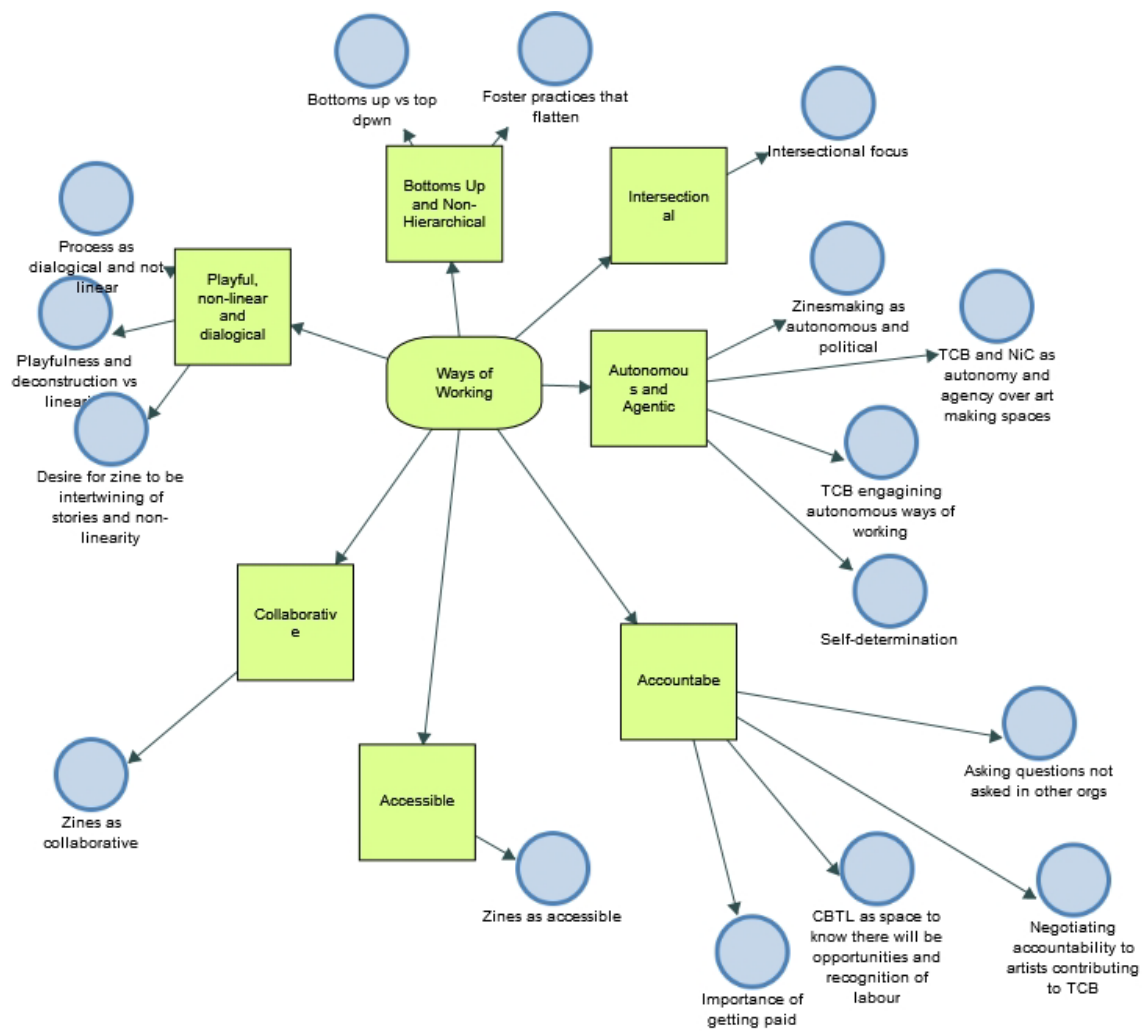 Bottoms up vs top
dpwn
Foster practices that
flatten
Intersectional focus
Bottoms Up
and Non-
Hierarchical
Intersection
al
Process as
dialogical and not
linear
Playful,
non-linear
and
dialogical
Playfulness and
deconstruction vs
linearity
Desire for zine to be
intertwining of
stories and non-
linearity
Ways of
Working
Autonomou
s and
Agentic
Zinesmaking as
autonomous and
political
TCB and NiC as
autonomy and
agency over art
making spaces
TCB engagining
autonomous ways of
working
Self-determination
Collaborativ
e
Zines as
collaborative
Accessible
Zines as accessible
Accountabe
Asking questions not
asked in other orgs
Negotiating
accountability to
artists contributing
to TCB
CBTL as space to
know there will be
opportunities and
recognition of
labour
Importance of
getting paid